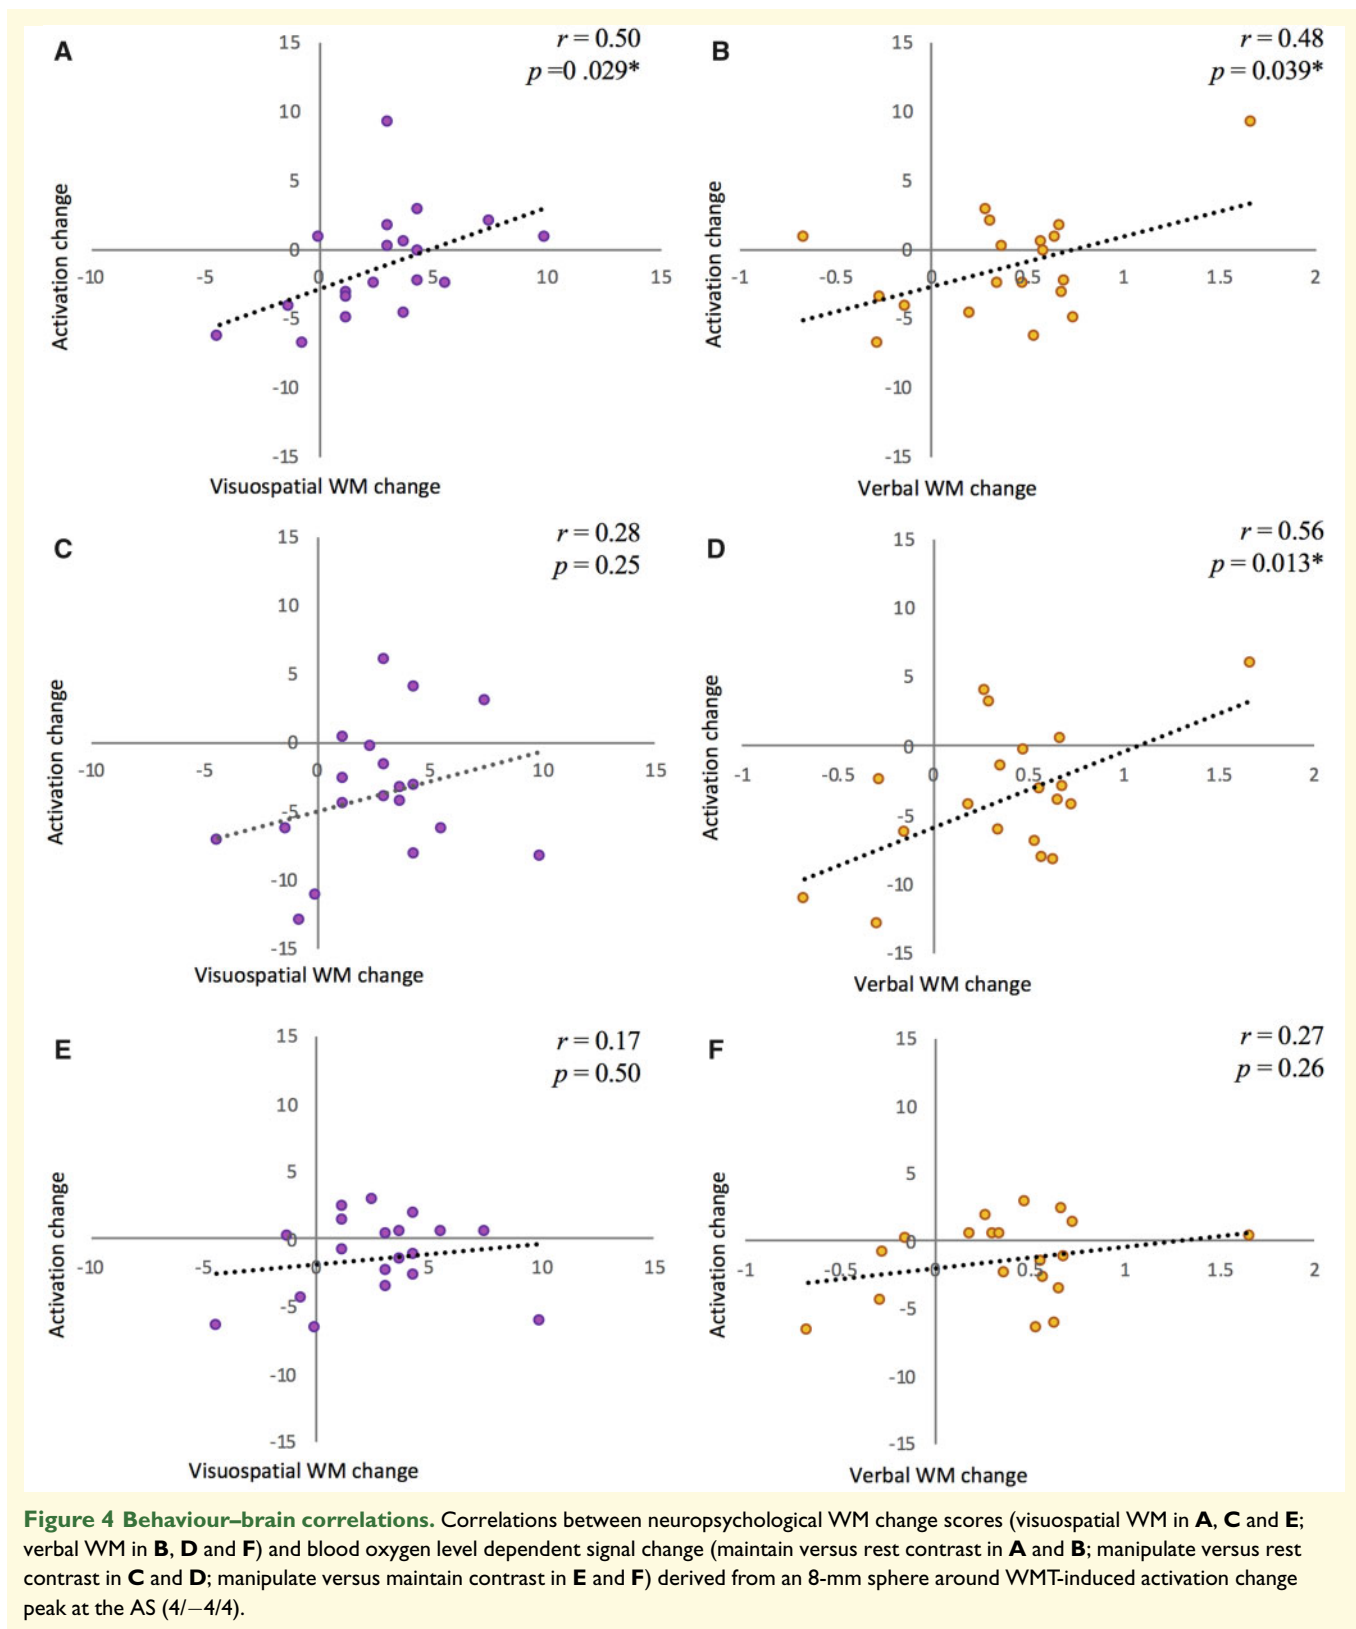 A
r = 0.50
p =0 .029*
15
10
5
0
-5
-10
-15
-10
-5
0
5
10
15
Activation change
Visuospatial WM change
B
r = 0.48
p = 0.039*
15
10
5
0
-5
-10
-15
-1
-0.5
0
0.5
1
1.5
2
Activation change
Verbal WM change
C
r = 0.28
p = 0.25
15
10
5
0
-5
-10
-15
-10
-5
0
5
10
15
Activation change
Visuospatial WM change
D
r = 0.56
p = 0.013*
15
10
5
0
-5
-10
-15
-1
-0.5
0
0.5
1
1.5
2
Activation change
Verbal WM change
E
r = 0.17
p = 0.50
15
10
5
0
-5
-10
-15
-10
-5
0
5
10
15
Activation change
Visuospatial WM change
F
r = 0.27
p = 0.26
15
10
5
0
-5
-10
-15
-1
-0.5
0
0.5
1
1.5
2
Activation change
Verbal WM change
Figure 4 Behaviour–brain correlations. Correlations between neuropsychological WM change scores (visuospatial WM in A, C and E;
verbal WM in B, D and F) and blood oxygen level dependent signal change (maintain versus rest contrast in A and B; manipulate versus rest
contrast in C and D; manipulate versus maintain contrast in E and F) derived from an 8-mm sphere around WMT-induced activation change
peak at the AS (4/−4/4).